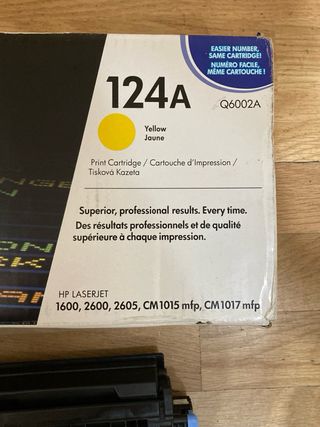 EASIER NUMBER,
SAME CARTRIDGE!
NUMÉRO FACILE,
MÊME CARTOUCHE !
124A
Q6002A
Yellow
Jaune
Print Cartridge / Cartouche d'Impression /
Tisková Kazeta
Superior, professional results. Every time.
Des résultats professionnels et de qualité
supérieure à chaque impression.
HP LASERJET
1600, 2600, 2605, CM1015 mfp, CM1017 mfp